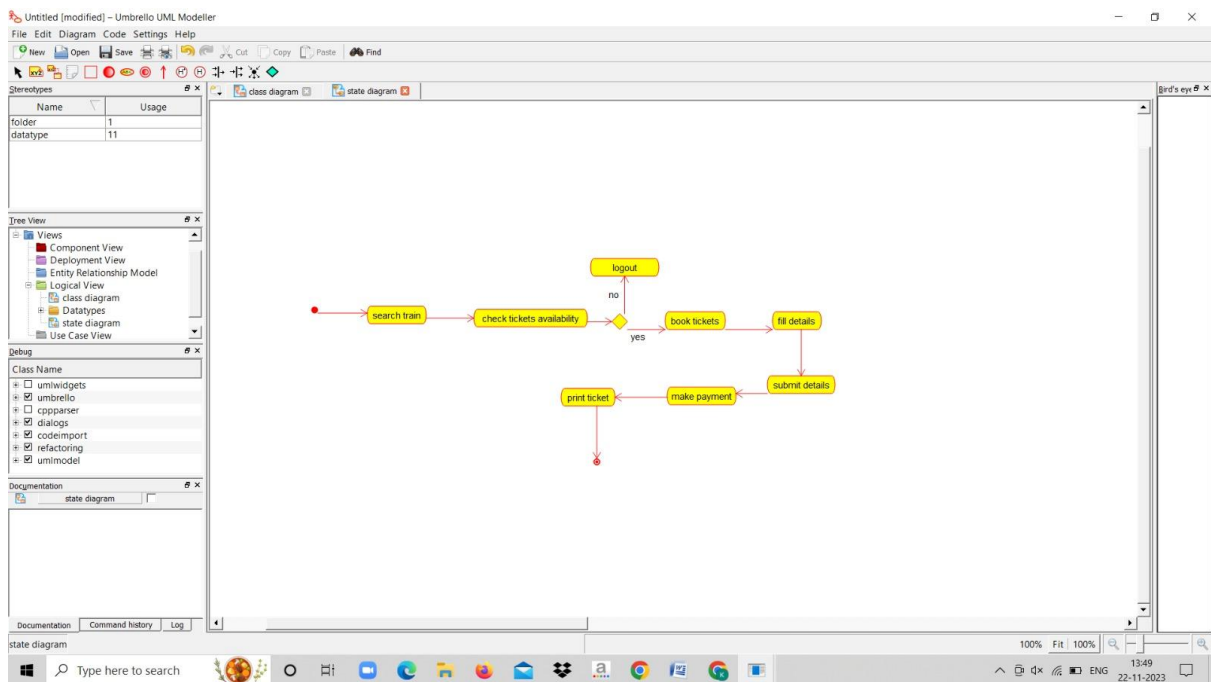 Untitled [modified] – Umbrello UML Modeller
File Edit Diagram Code Settings Help
New Open Save Cut Copy Paste Find
XYZ
Stereotypes
class diagram state diagram
Bird's eye
Name Usage
folder 1
datatype 11
Tree View
Views
Component View
Deployment View
Entity Relationship Model
Logical View
class diagram
Datatypes
state diagram
Use Case View
logout
no
search train
check tickets availability
book tickets
fill details
yes
submit details
print ticket
make payment
Debug
Class Name
umlwidgets
umbrello
cppparser
dialogs
codeimport
refactoring
umlmodel
Documentation
state diagram
Documentation Command history Log
state diagram
100% Fit 100%
Type here to search
a
ENG
13:49
22-11-2023